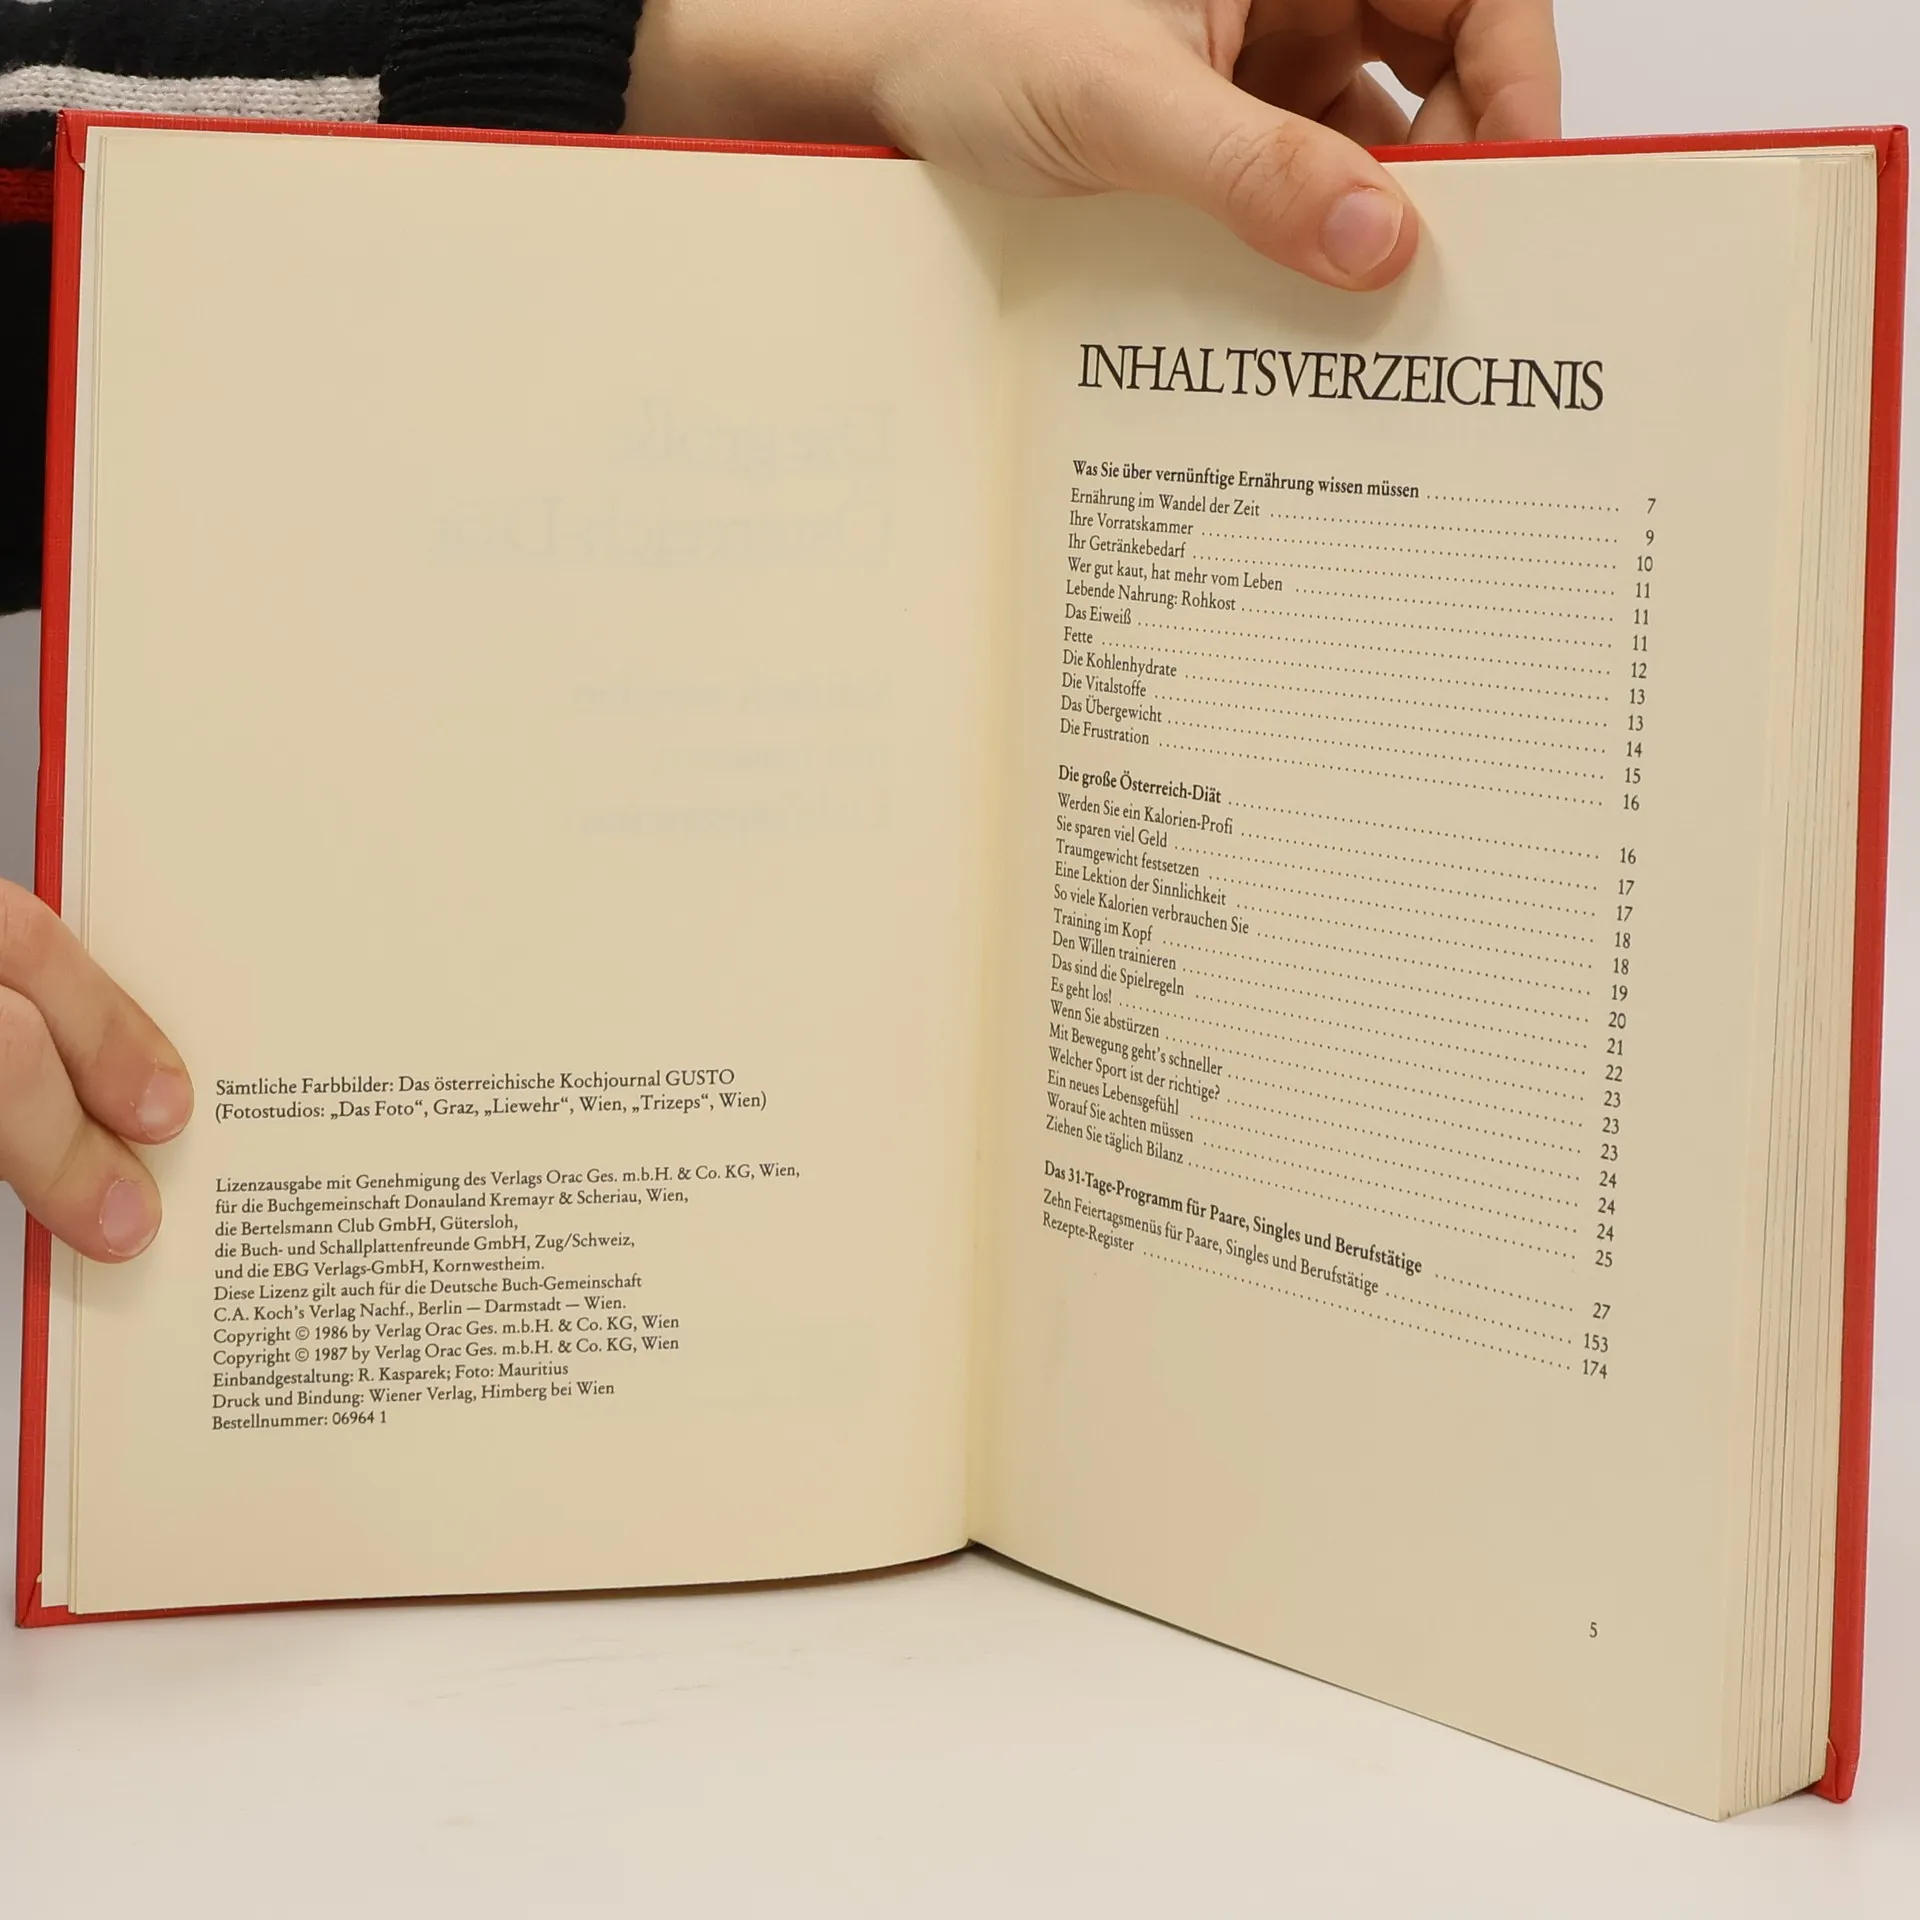 Sämtliche Farbbilder: Das österreichische Kochjournal GUSTO
(Fotostudios: „Das Foto“, Graz, „Liewehr“, Wien, „Trizeps“, Wien)
Lizenzausgabe mit Genehmigung des Verlags Orac Ges. m.b.H. & Co. KG, Wien,
für die Buchgemeinschaft Donauland Kremayr & Scheriau, Wien,
die Bertelsmann Club GmbH, Gütersloh,
die Buch- und Schallplattenfreunde GmbH, Zug/Schweiz,
und die EBG Verlags-GmbH, Kornwestheim.
Diese Lizenz gilt auch für die Deutsche Buch-Gemeinschaft
C.A. Koch's Verlag Nachf., Berlin — Darmstadt — Wien.
Copyright © 1986 by Verlag Orac Ges. m.b.H. & Co. KG, Wien
Copyright © 1987 by Verlag Orac Ges. m.b.H. & Co. KG, Wien
Einbandgestaltung: R. Kasparek; Foto: Mauritius
Druck und Bindung: Wiener Verlag, Himberg bei Wien
Bestellnummer: 06964 1
INHALTSVERZEICHNIS
Was Sie über vernünftige Ernährung wissen müssen ..... 7
Ernährung im Wandel der Zeit ..... 9
Ihre Vorratskammer ..... 10
Ihr Getränkebedarf ..... 11
Wer gut kaut, hat mehr vom Leben ..... 11
Lebende Nahrung: Rohkost ..... 11
Das Eiweiß ..... 12
Fette ..... 13
Die Kohlenhydrate ..... 13
Die Vitalstoffe ..... 14
Das Übergewicht ..... 15
Die Frustration ..... 16
Die große Österreich-Diät ..... 16
Werden Sie ein Kalorien-Profi ..... 17
Sie sparen viel Geld ..... 17
Traumgewicht festsetzen ..... 18
Eine Lektion der Sinnlichkeit ..... 18
So viele Kalorien verbrauchen Sie ..... 19
Training im Kopf ..... 20
Den Willen trainieren ..... 21
Das sind die Spielregeln ..... 22
Es geht los! ..... 23
Wenn Sie abstürzen ..... 23
Mit Bewegung geht's schneller ..... 23
Welcher Sport ist der richtige? ..... 24
Ein neues Lebensgefühl ..... 24
Worauf Sie achten müssen ..... 24
Ziehen Sie täglich Bilanz ..... 25
Das 31-Tage-Programm für Paare, Singles und Berufstätige ..... 27
Zehn Feiertagsmenüs für Paare, Singles und Berufstätige ..... 153
Rezepte-Register ..... 174
5